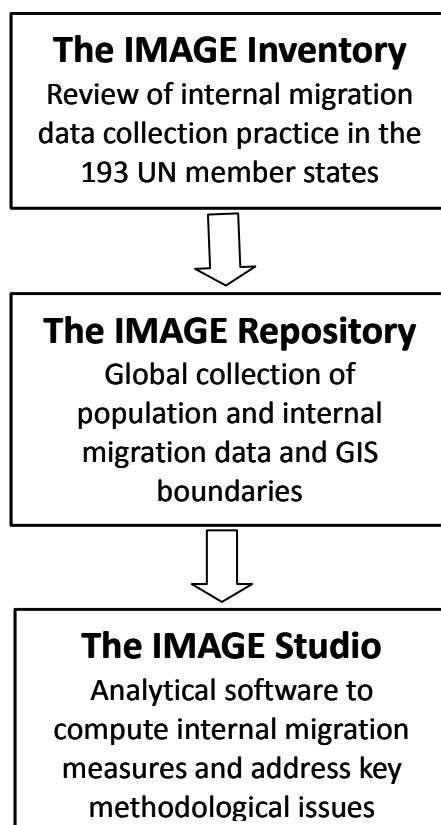 The IMAGE Inventory
Review of internal migration
data collection practice in the
193 UN member states
The IMAGE Repository
Global collection of
population and internal
migration data and GIS
boundaries
The IMAGE Studio
Analytical software to
compute internal migration
measures and address key
methodological issues